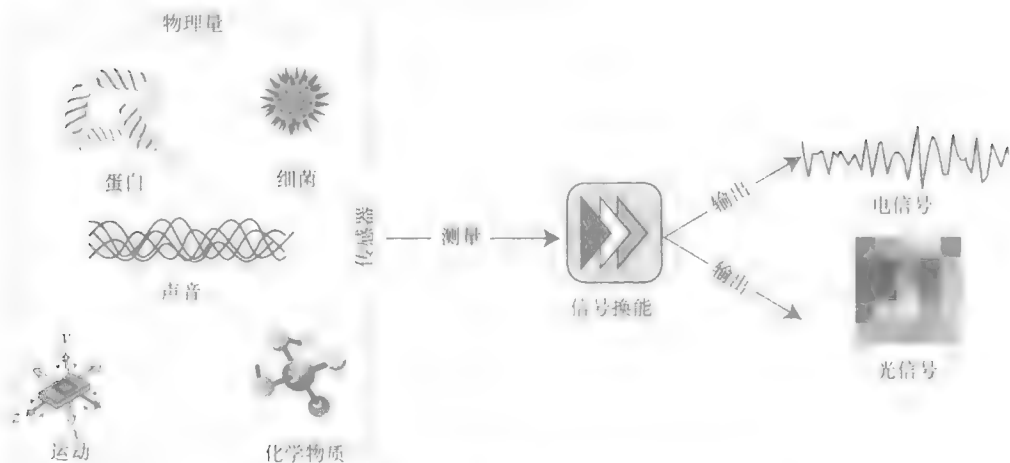 物理量
蛋白
细菌
声音
运动
化学物质
传感器
测量
信号换能
输出
电信号
输出
光信号